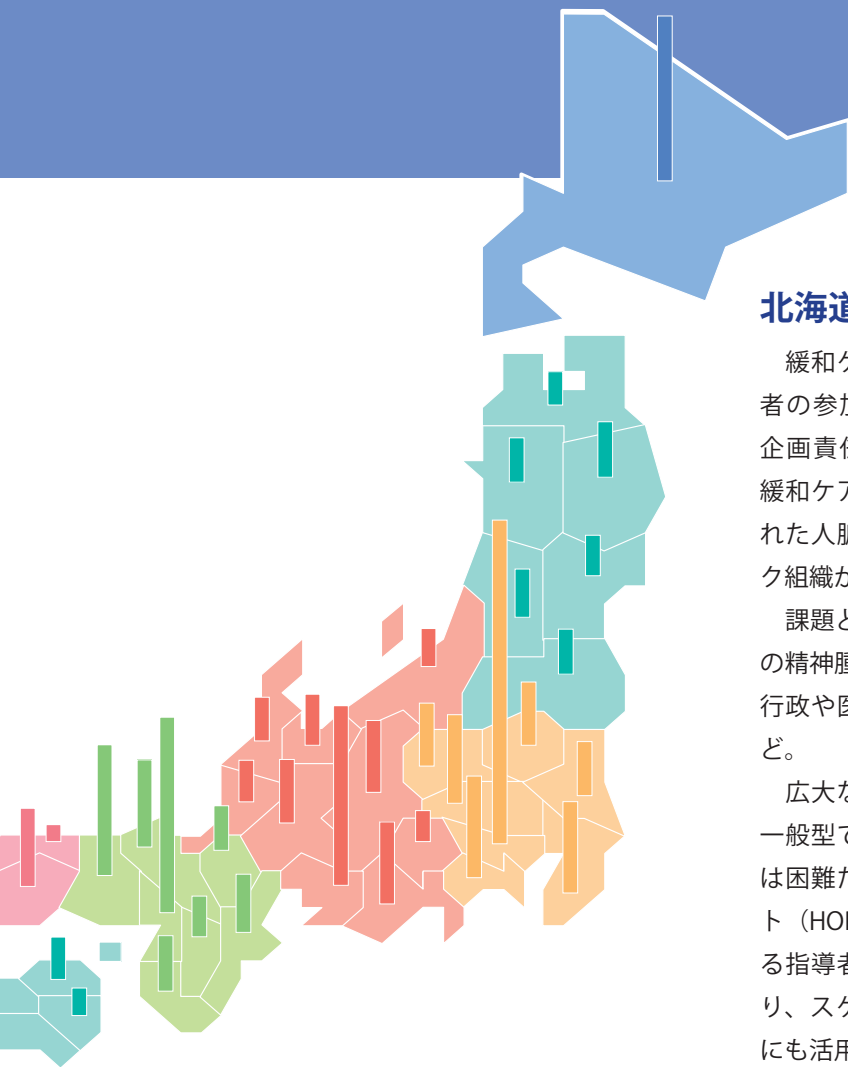 北海道
緩和ケ
者の参加
企画責任
緩和ケア
れた人脈
ク組織が
課題と
の精神腫
行政や医
ど。
広大な
一般型で
は困難だ
ト（HOP
る指導者
り、スケ
にも活用